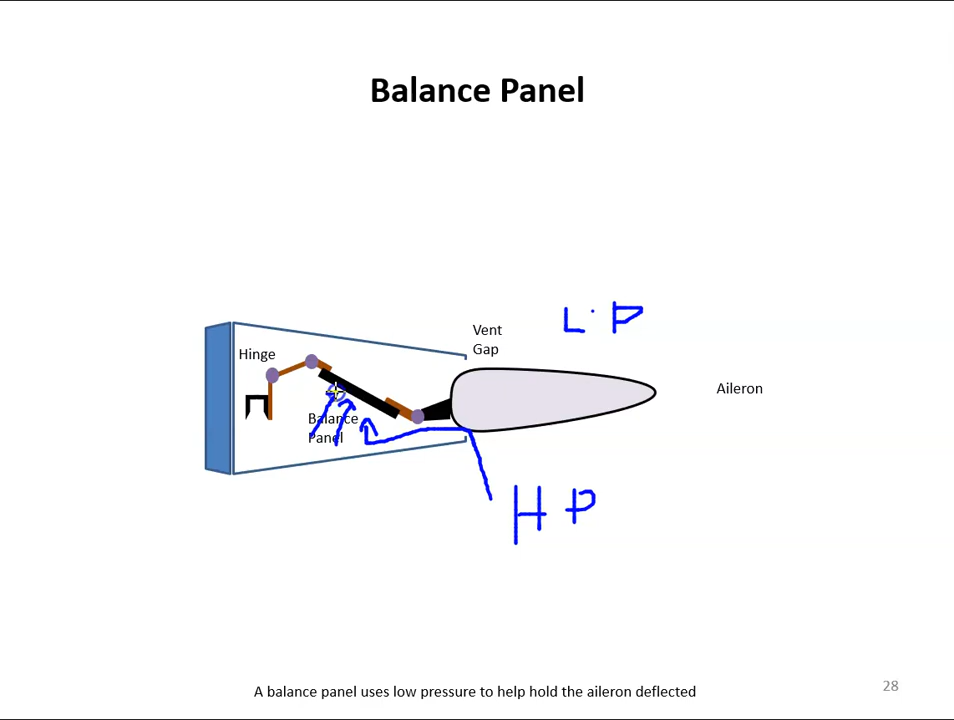 Balance Panel
L.P
Vent
Gap
Hinge
Aileron
Balance
Panel
HP
A balance panel uses low pressure to help hold the aileron deflected
28